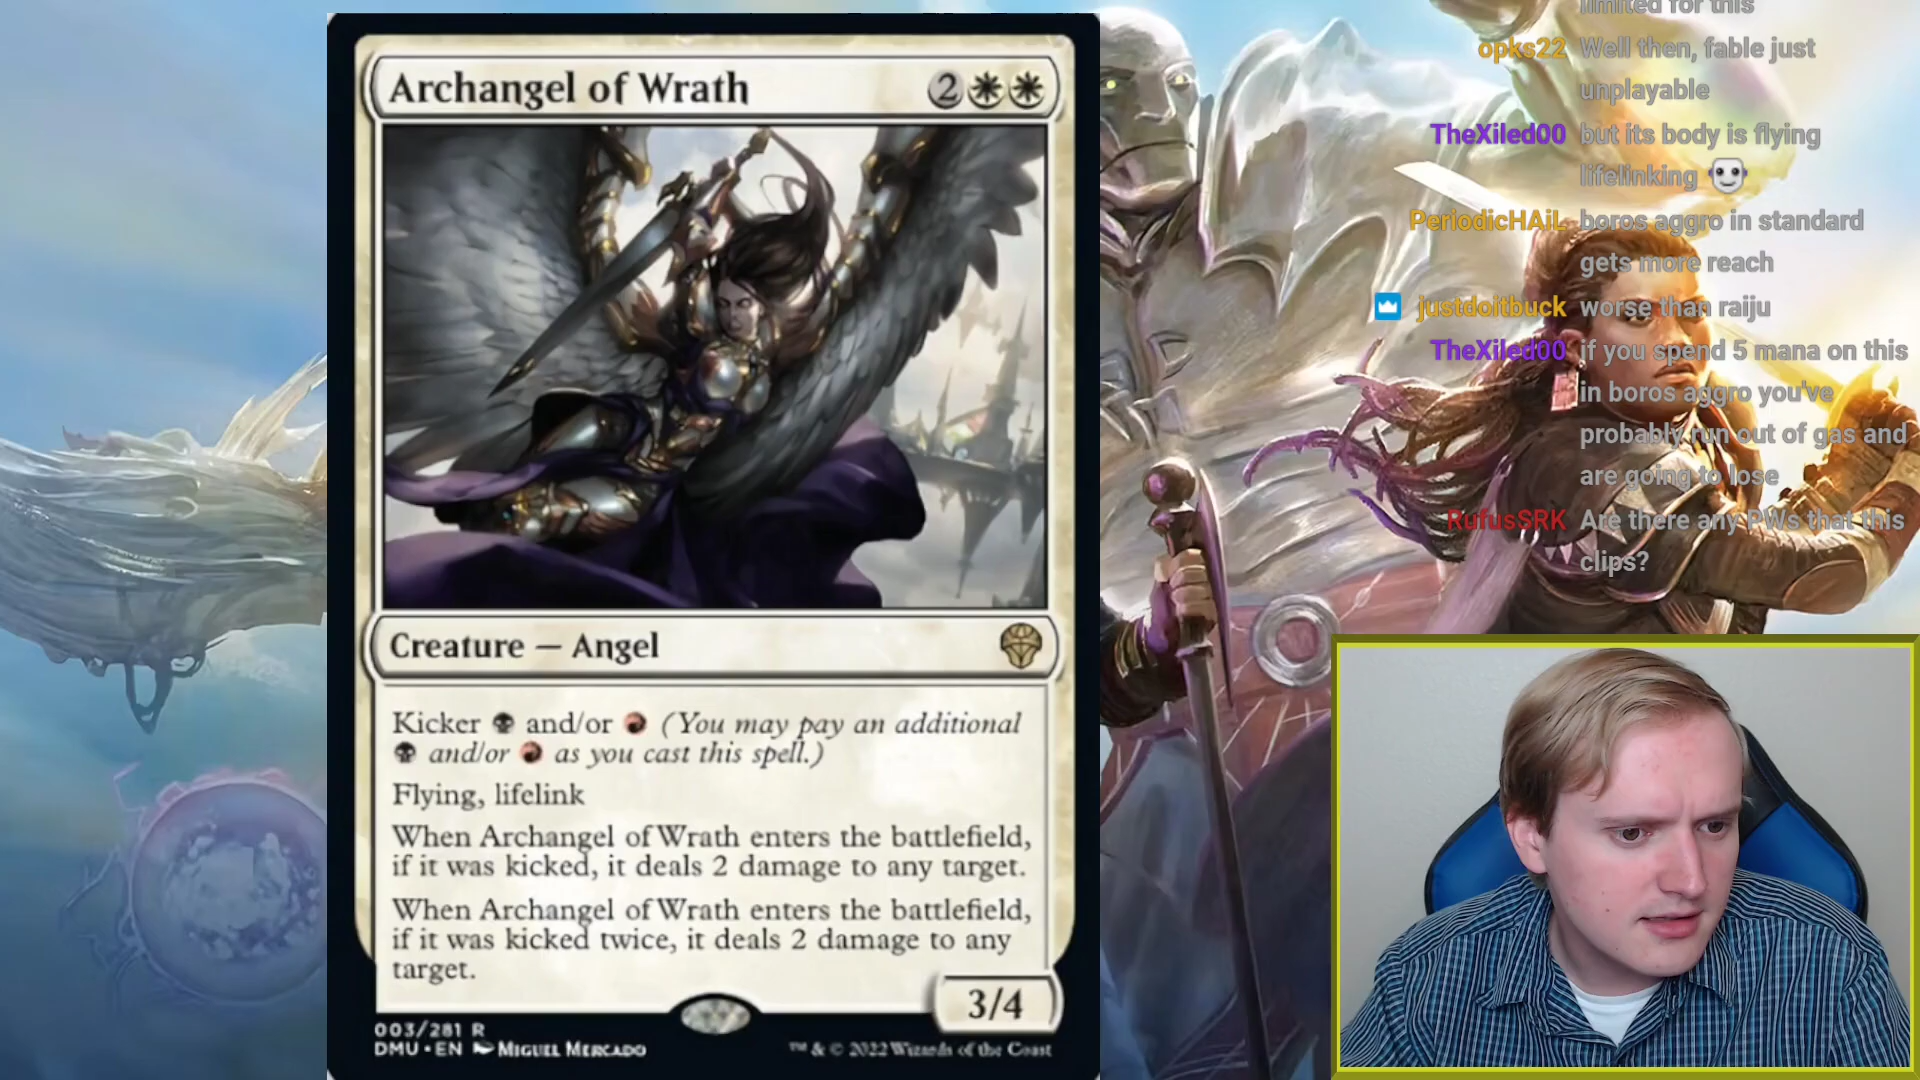 Archangel of Wrath 2
Creature — Angel
Kicker and/or (You may pay an additional
and/or as you cast this spell.)
Flying, lifelink
When Archangel of Wrath enters the battlefield,
if it was kicked, it deals 2 damage to any target.
When Archangel of Wrath enters the battlefield,
if it was kicked twice, it deals 2 damage to any
target.
3/4
003/281 R
DMU • EN MIGUEL MERCADO
™ & © 2022 Wizards of the Coast
limited for this
opks22 Well then, fable just
unplayable
TheXiled00 but its body is flying
lifelinking
PeriodicHAiL boros aggro in standard
gets more reach
justdoitbuck worse than raiju
TheXiled00 if you spend 5 mana on this
in boros aggro you've
probably run out of gas and
are going to lose
RufusSRK Are there any PWs that this
clips?